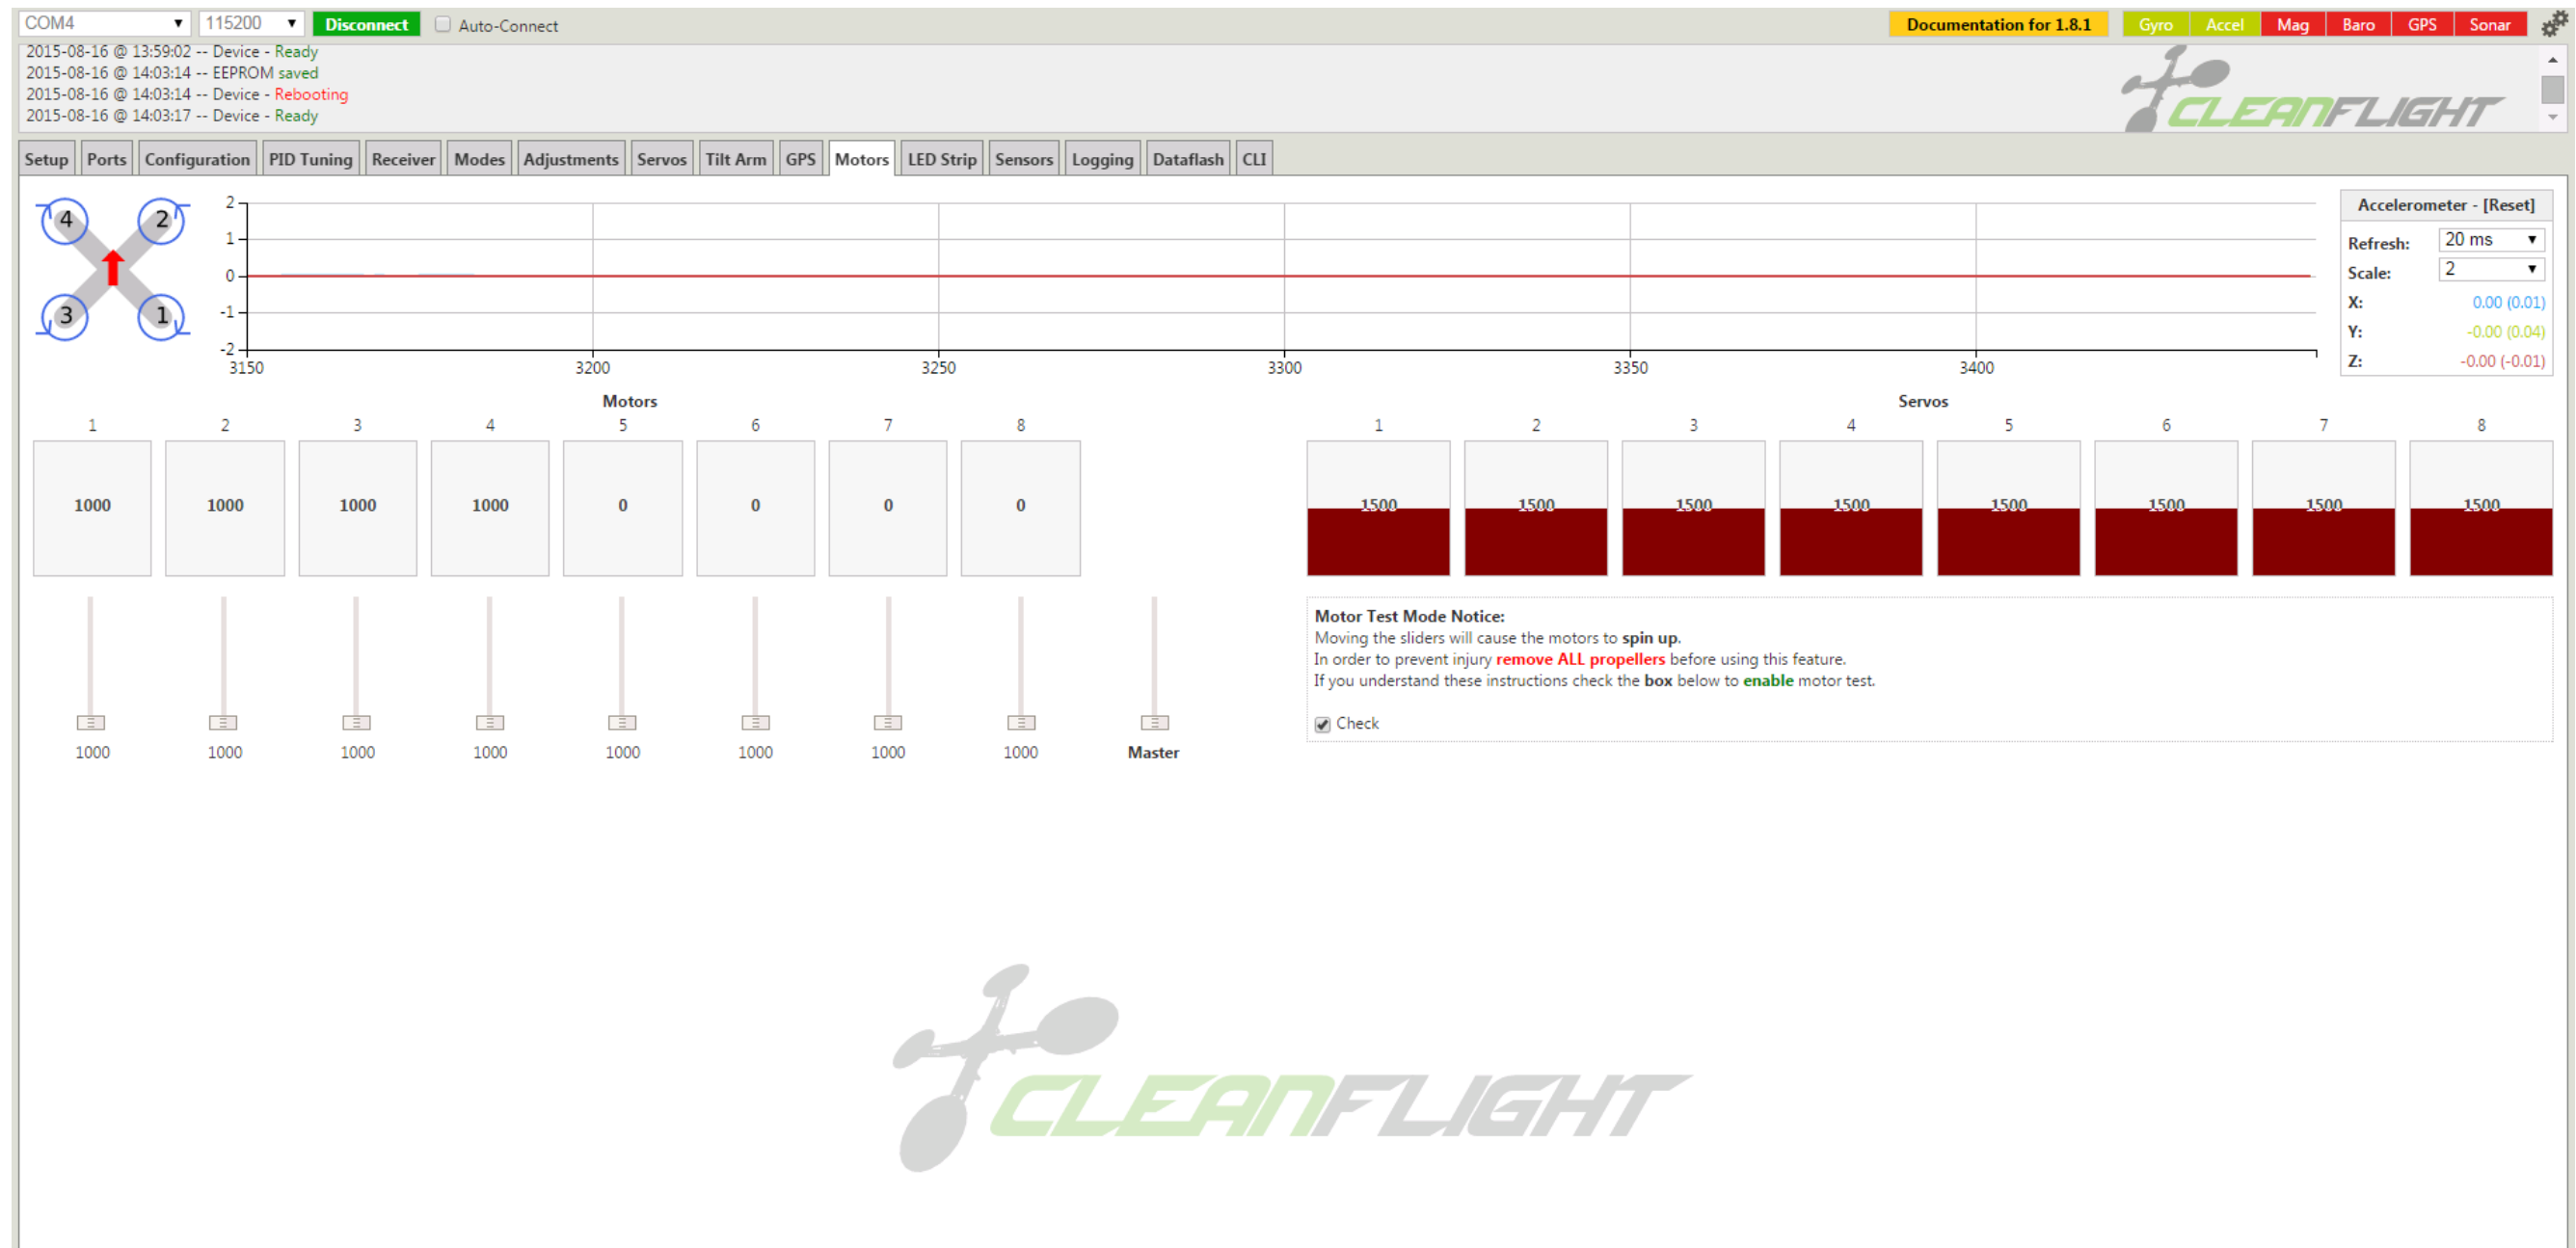 COM4 115200 Disconnect Auto-Connect Documentation for 1.8.1 Gyro Accel Mag Baro GPS Sonar
2015-08-16 @ 13:59:02 -- Device - Ready
2015-08-16 @ 14:03:14 -- EEPROM saved
2015-08-16 @ 14:03:14 -- Device - Rebooting
2015-08-16 @ 14:03:17 -- Device - Ready
CLEANFLIGHT
Setup Ports Configuration PID Tuning Receiver Modes Adjustments Servos Tilt Arm GPS Motors LED Strip Sensors Logging Dataflash CLI
4 2
3 1
2
1
0
-1
-2
3150 3200 3250 3300 3350 3400
Accelerometer - [Reset]
Refresh: 20 ms
Scale: 2
X: 0.00 (0.01)
Y: -0.00 (0.04)
Z: -0.00 (-0.01)
Motors
1 2 3 4 5 6 7 8
1000 1000 1000 1000 0 0 0 0
1000 1000 1000 1000 1000 1000 1000 1000 Master
Servos
1 2 3 4 5 6 7 8
1500 1500 1500 1500 1500 1500 1500 1500
Motor Test Mode Notice:
Moving the sliders will cause the motors to spin up.
In order to prevent injury remove ALL propellers before using this feature.
If you understand these instructions check the box below to enable motor test.
Check
CLEANFLIGHT